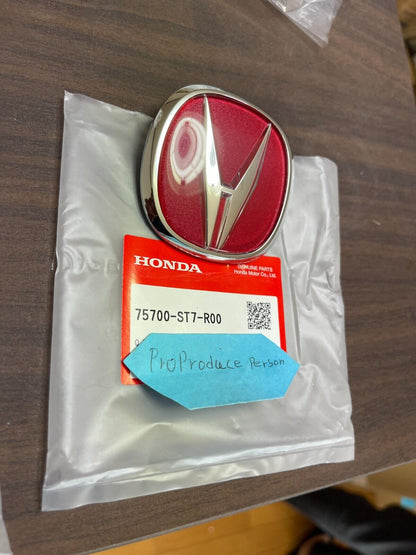 HONDA
GENUINE PARTS
Honda Motor Co., Ltd.
75700-ST7-R00
ProProduce Person